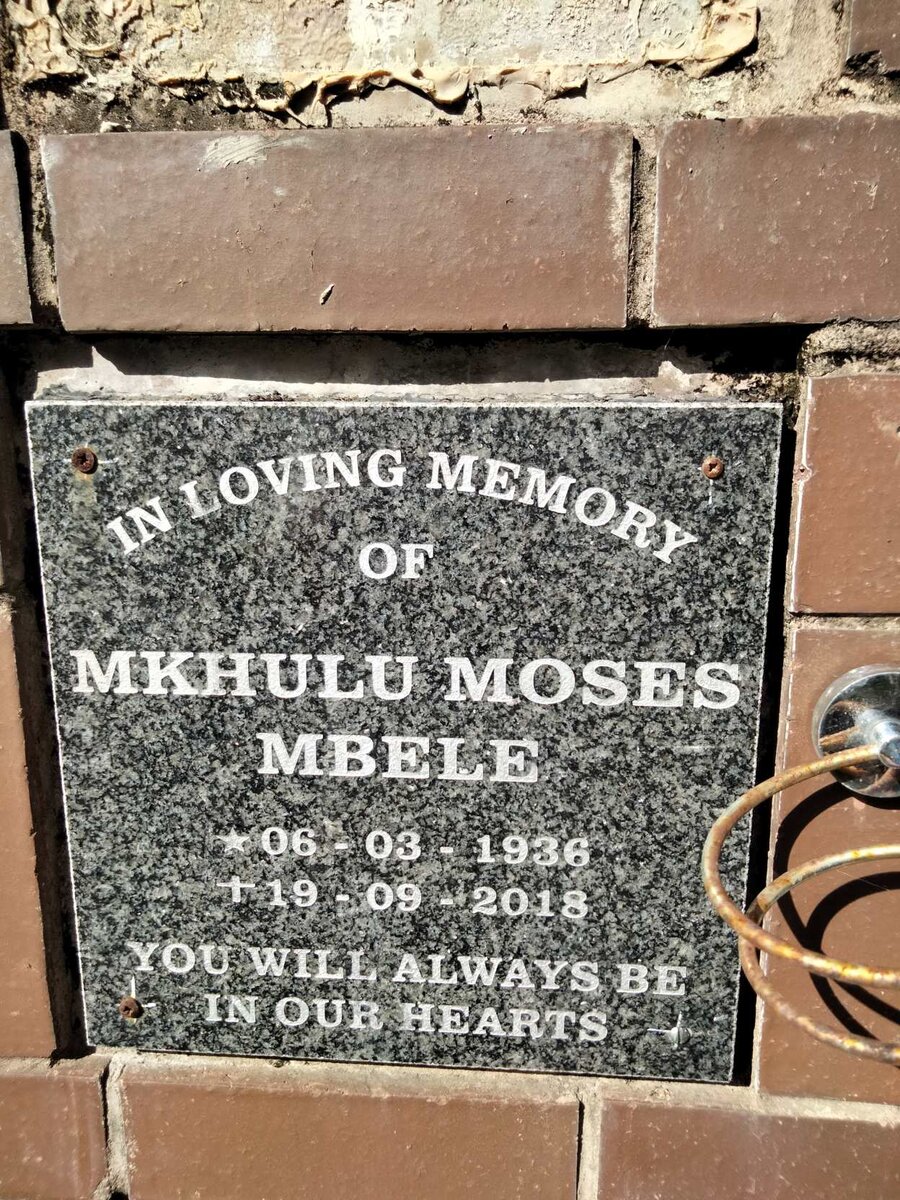 IN LOVING MEMORY
OF
MKHULU MOSES
MBELE
★06 - 03 - 1936
✝19 - 09 - 2018
YOU WILL ALWAYS BE
IN OUR HEARTS